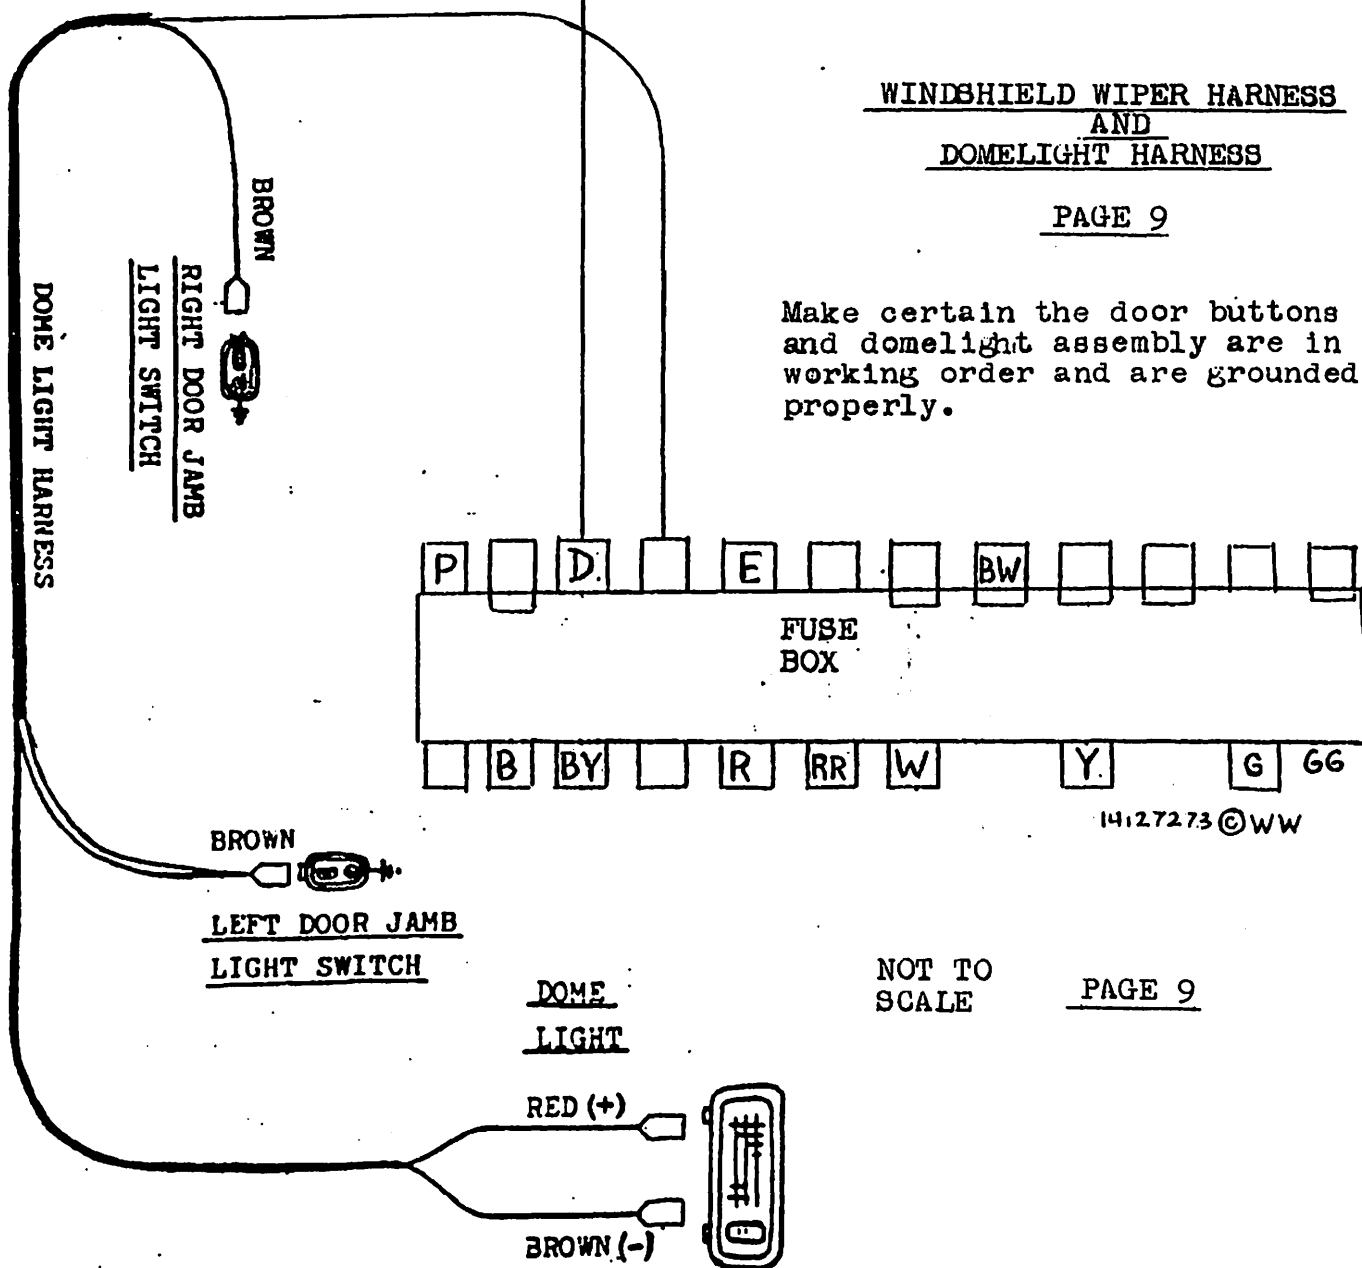 WINDSHIELD WIPER HARNESS
AND
DOMELIGHT HARNESS
PAGE 9
Make certain the door buttons
and domelight assembly are in
working order and are grounded
properly.
BROWN
RIGHT DOOR JAMB
LIGHT SWITCH
DOME LIGHT HARNESS
P D. E BW
FUSE
BOX
B BY R RR W Y. G GG
14127273 © WW
BROWN
LEFT DOOR JAMB
LIGHT SWITCH
NOT TO
SCALE
PAGE 9
DOME
LIGHT
RED (+)
BROWN (-)